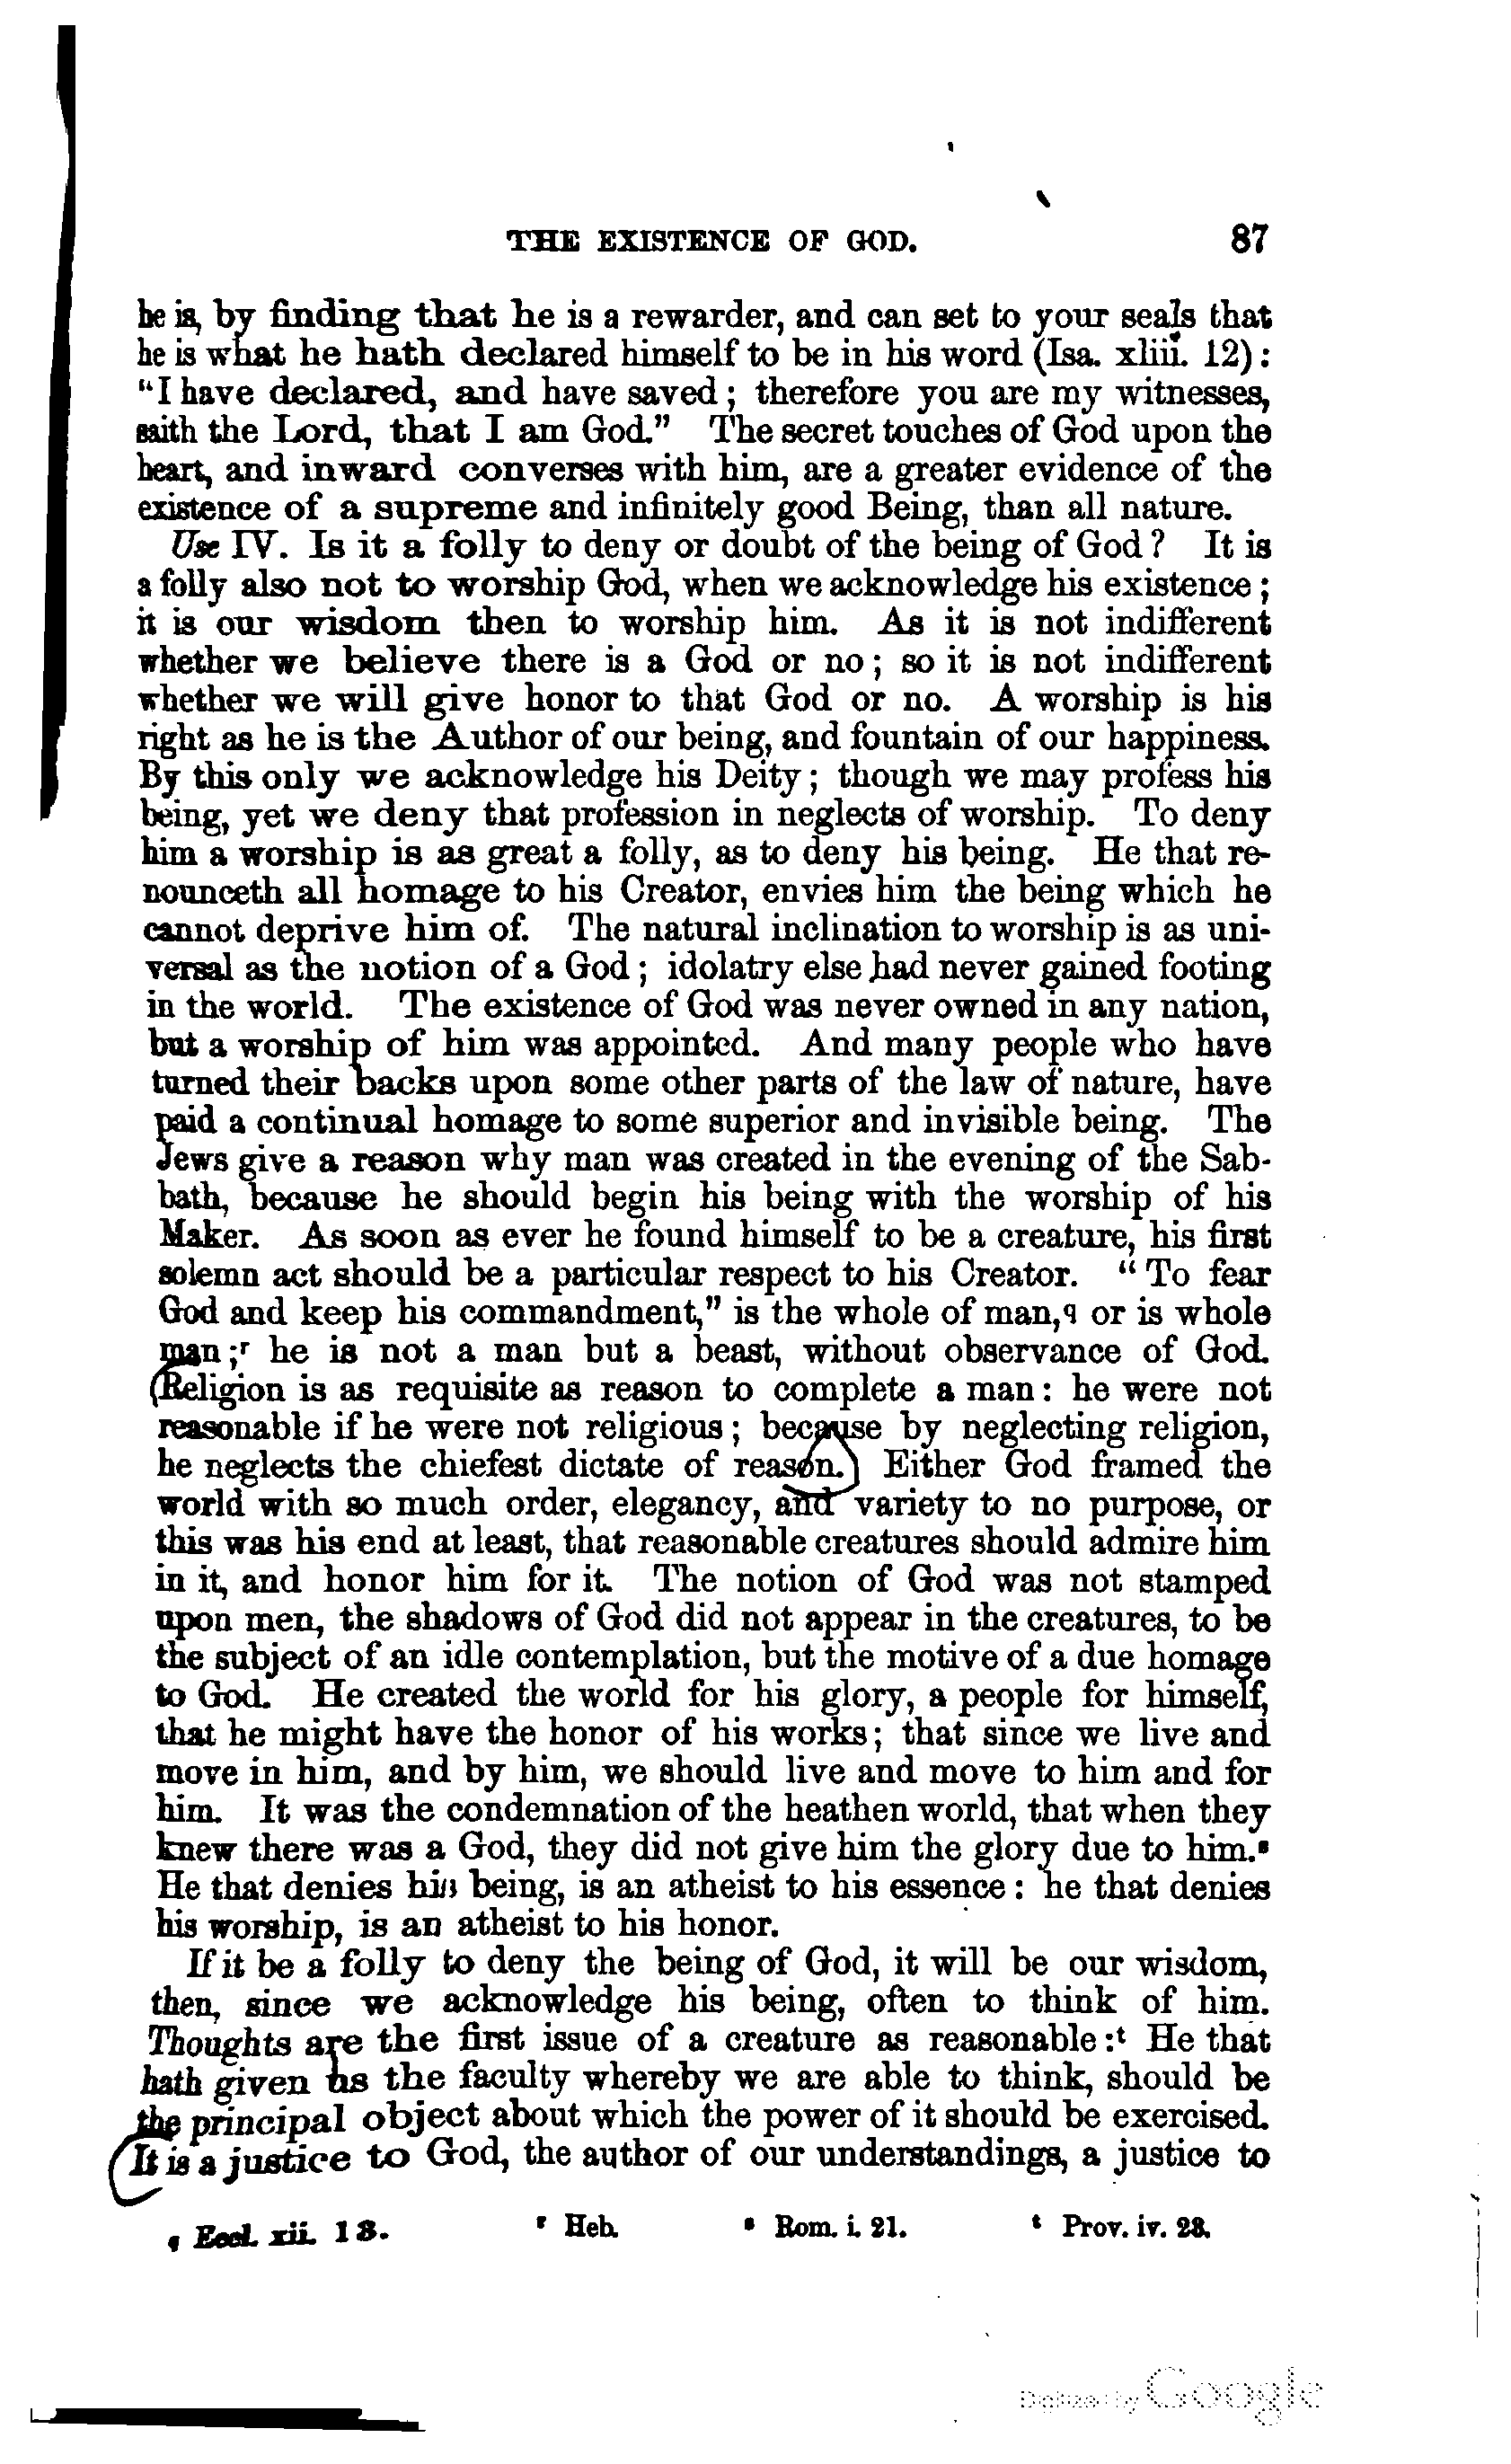 THE EXISTENCE OF GOD. 87
he is, by finding that he is a rewarder, and can set to your seals that
he is what he hath declared himself to be in his word (Isa. xliii. 12):
"I have declared, and have saved; therefore you are my witnesses,
saith the Lord, that I am God." The secret touches of God upon the
heart, and inward converses with him, are a greater evidence of the
existence of a supreme and infinitely good Being, than all nature.
Use IV. Is it a folly to deny or doubt of the being of God? It is
a folly also not to worship God, when we acknowledge his existence;
it is our wisdom then to worship him. As it is not indifferent
whether we believe there is a God or no; so it is not indifferent
whether we will give honor to that God or no. A worship is his
right as he is the Author of our being, and fountain of our happiness.
By this only we acknowledge his Deity; though we may profess his
being, yet we deny that profession in neglects of worship. To deny
him a worship is as great a folly, as to deny his being. He that re-
nounceth all homage to his Creator, envies him the being which he
cannot deprive him of. The natural inclination to worship is as uni-
versal as the notion of a God; idolatry else had never gained footing
in the world. The existence of God was never owned in any nation,
but a worship of him was appointed. And many people who have
turned their backs upon some other parts of the law of nature, have
paid a continual homage to some superior and invisible being. The
Jews give a reason why man was created in the evening of the Sab-
bath, because he should begin his being with the worship of his
Maker. As soon as ever he found himself to be a creature, his first
solemn act should be a particular respect to his Creator. "To fear
God and keep his commandment," is the whole of man,q or is whole
man;r he is not a man but a beast, without observance of God.
Religion is as requisite as reason to complete a man: he were not
reasonable if he were not religious; because by neglecting religion,
he neglects the chiefest dictate of reason. Either God framed the
world with so much order, elegancy, and variety to no purpose, or
this was his end at least, that reasonable creatures should admire him
in it, and honor him for it. The notion of God was not stamped
upon men, the shadows of God did not appear in the creatures, to be
the subject of an idle contemplation, but the motive of a due homage
to God. He created the world for his glory, a people for himself,
that he might have the honor of his works; that since we live and
move in him, and by him, we should live and move to him and for
him. It was the condemnation of the heathen world, that when they
knew there was a God, they did not give him the glory due to him.s
He that denies his being, is an atheist to his essence: he that denies
his worship, is an atheist to his honor.
If it be a folly to deny the being of God, it will be our wisdom,
then, since we acknowledge his being, often to think of him.
Thoughts are the first issue of a creature as reasonable:t He that
hath given us the faculty whereby we are able to think, should be
the principal object about which the power of it should be exercised.
It is a justice to God, the author of our understandings, a justice to
q Eccl. xii. 13. r Heb. s Rom. i. 21. t Prov. iv. 23.
Digitized by Google